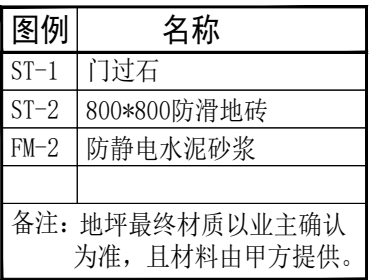 图例 名称
ST-1 门过石
ST-2 800*800防滑地砖
FM-2 防静电水泥砂浆
备注：地坪最终材质以业主确认
为准，且材料由甲方提供。